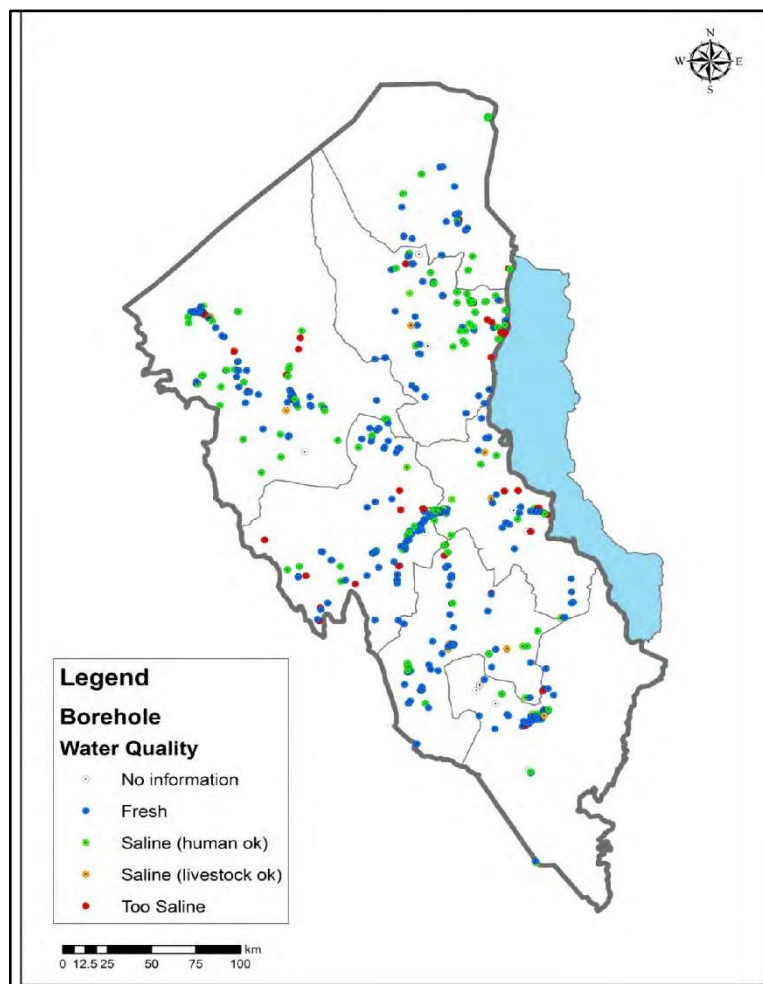 N
W E
S
Legend
Borehole
Water Quality
No information
Fresh
Saline (human ok)
Saline (livestock ok)
Too Saline
km
0 12.5 25 50 75 100